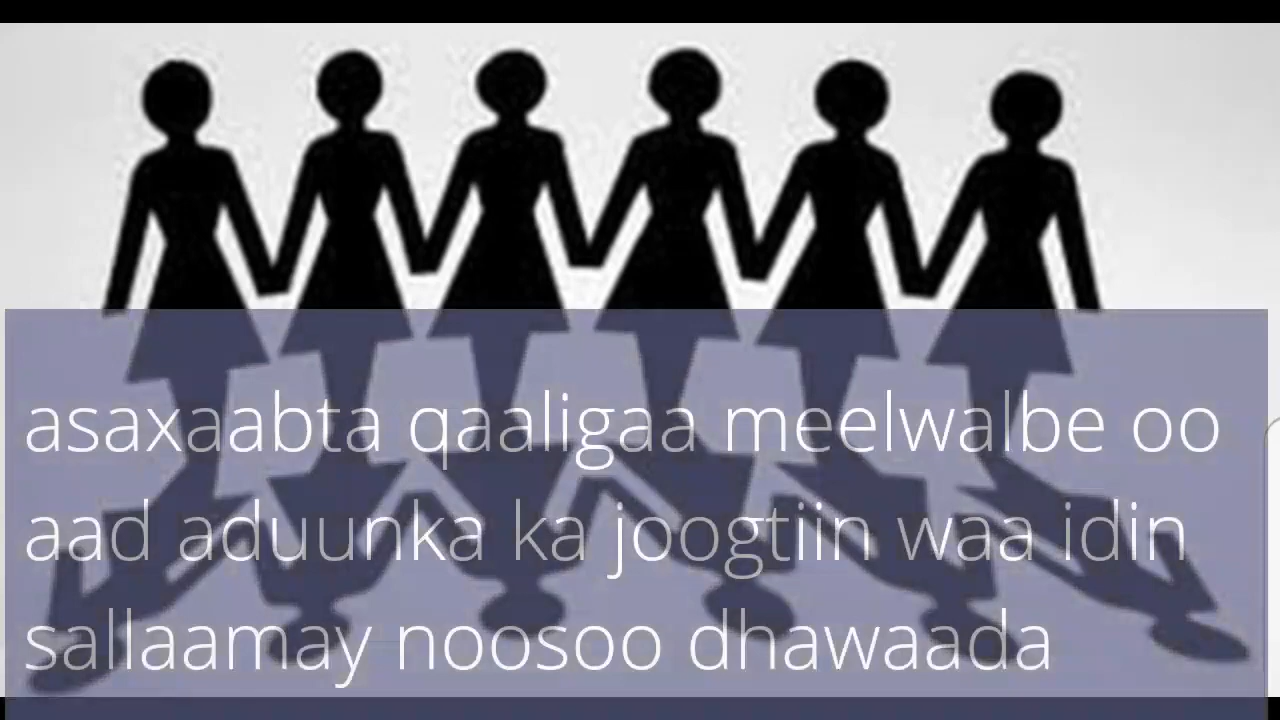 asaxaabta qaaligaa meelwalbe oo
aad aduunka ka joogtiin waa idin
sallaamay noosoo dhawaada